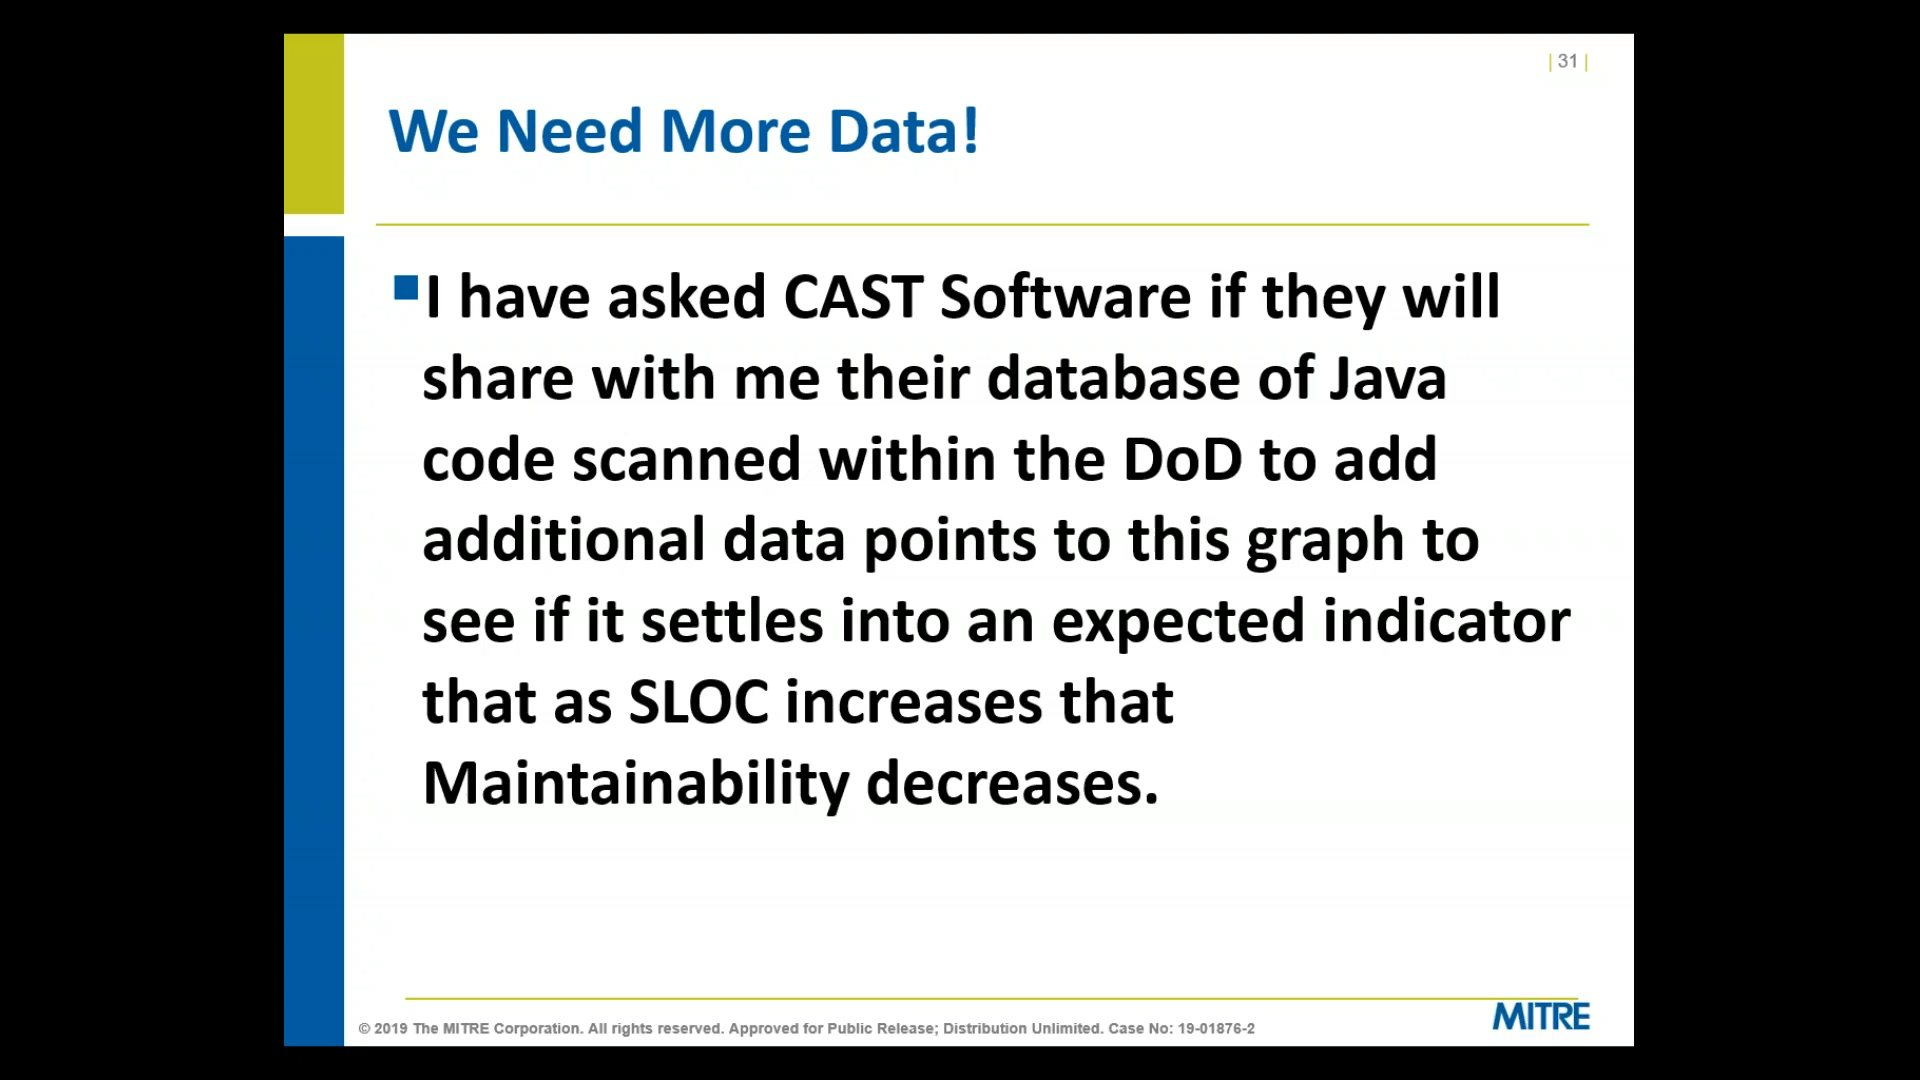 | 31 |
We Need More Data!
I have asked CAST Software if they will
share with me their database of Java
code scanned within the DoD to add
additional data points to this graph to
see if it settles into an expected indicator
that as SLOC increases that
Maintainability decreases.
MITRE
© 2019 The MITRE Corporation. All rights reserved. Approved for Public Release; Distribution Unlimited. Case No: 19-01876-2